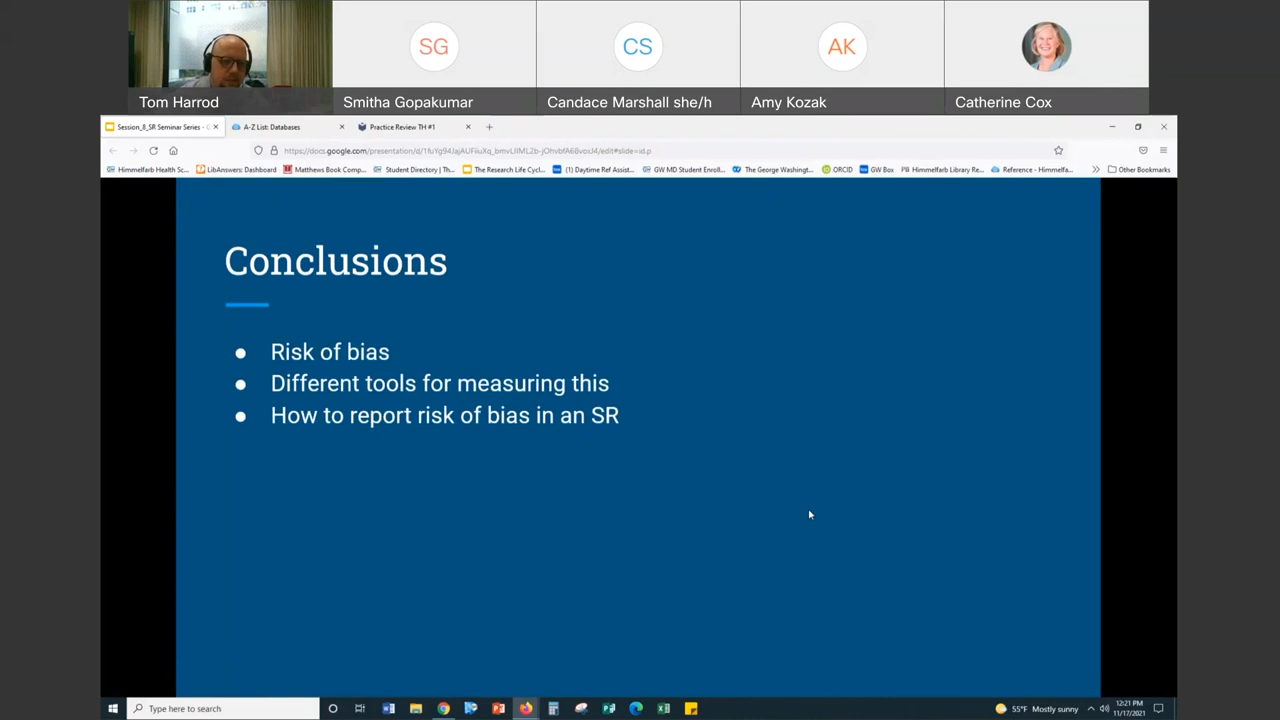 SG
CS
AK
Tom Harrod
Smitha Gopakumar
Candace Marshall she/h
Amy Kozak
Catherine Cox
Session_8_SR Seminar Series -
A-Z List: Databases
Practice Review TH #1
Himmelfarb Health Sc...
LibAnswers: Dashboard
Matthews Book Comp...
Student Directory | Th...
The Research Life Cycl...
(1) Daytime Ref Assist...
GW MD Student Enroll...
The George Washingt...
ORCID
GW Box
Himmelfarb Library Re...
Reference - Himmelfa...
Other Bookmarks
Conclusions
● Risk of bias
● Different tools for measuring this
● How to report risk of bias in an SR
Type here to search
55°F Mostly sunny
12:21 PM
11/17/2021